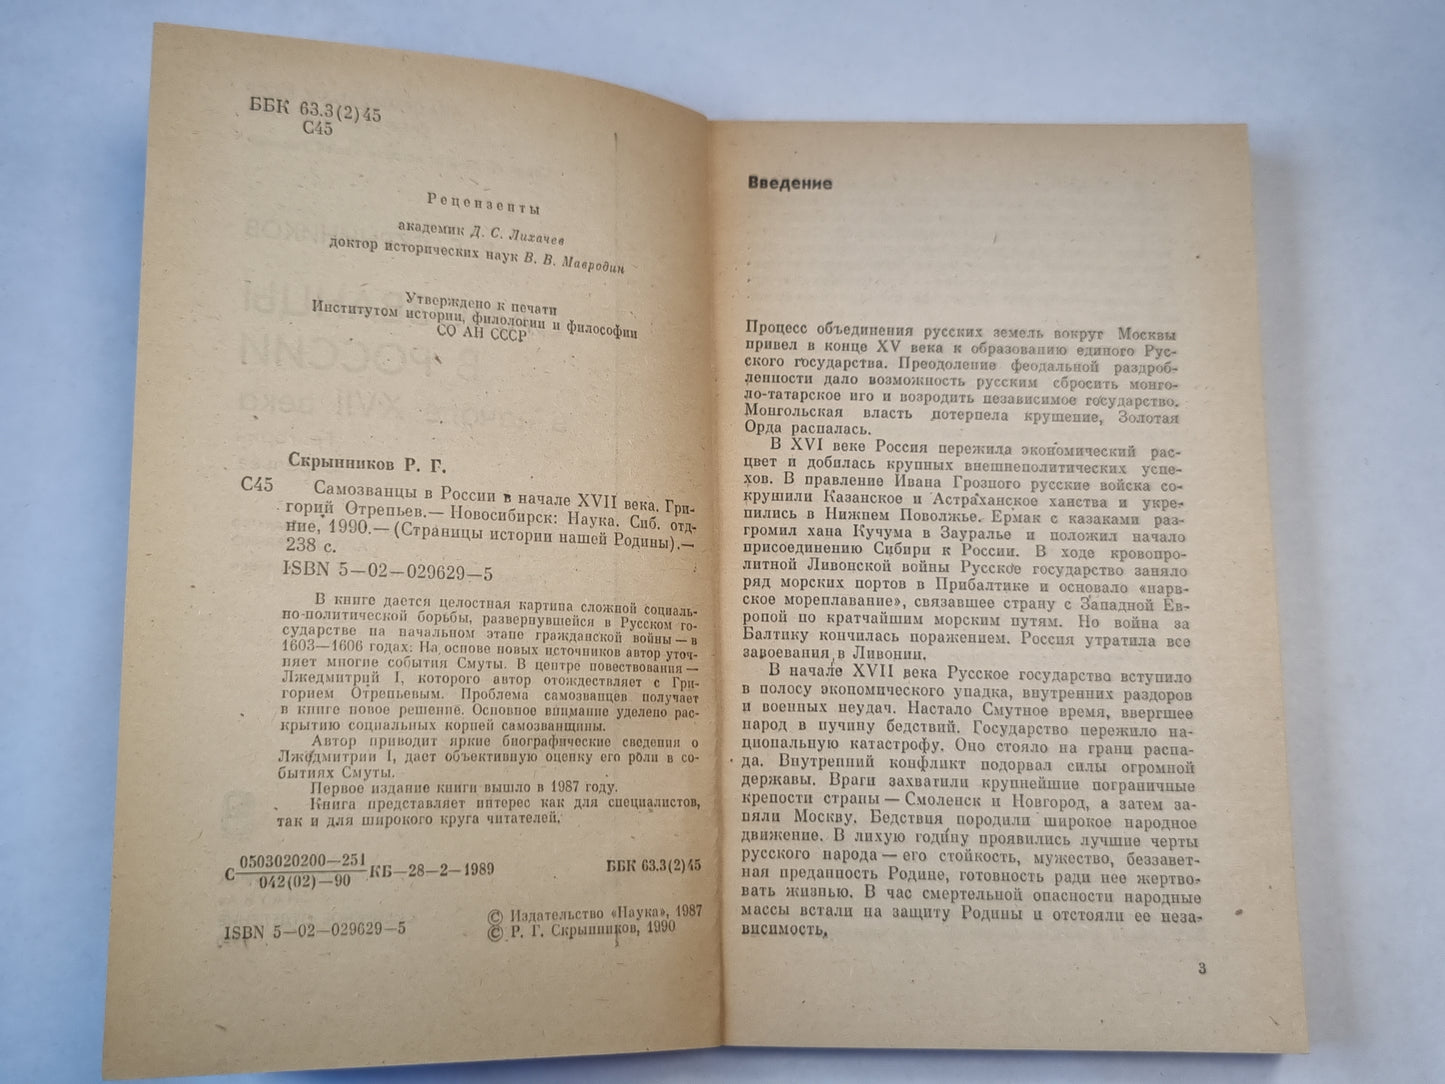 ББК 63.3(2)45
С45
Рецензенты
академик Д. С. Лихачев
доктор исторических наук В. В. Мавродин
Утверждено к печати
Институтом истории, филологии и философии
СО АН СССР
Скрынников Р. Г.
С45 Самозванцы в России в начале XVII века. Гри-
горий Отрепьев.— Новосибирск: Наука. Сиб. отд-
ние, 1990.— (Страницы истории нашей Родины).—
238 с.
ISBN 5—02—029629—5
В книге дается целостная картина сложной социаль-
но-политической борьбы, развернувшейся в Русском го-
сударстве на начальном этапе гражданской войны — в
1603—1606 годах. На основе новых источников автор уточ-
няет многие события Смуты. В центре повествования —
Лжедмитрий I, которого автор отождествляет с Гри-
горием Отрепьевым. Проблема самозванцев получает
в книге новое решение. Основное внимание уделено рас-
крытию социальных корней самозванщины.
Автор приводит яркие биографические сведения о
Лжедмитрии I, дает объективную оценку его роли в со-
бытиях Смуты.
Первое издание книги вышло в 1987 году.
Книга представляет интерес как для специалистов,
так и для широкого круга читателей.
С 0503020200—251 / 042(02)—90 КБ—28—2—1989 ББК 63.3(2)45
ISBN 5—02—029629—5
© Издательство «Наука», 1987
© Р. Г. Скрынников, 1990
Введение
Процесс объединения русских земель вокруг Москвы
привел в конце XV века к образованию единого Рус-
ского государства. Преодоление феодальной раздроб-
ленности дало возможность русским сбросить монго-
ло-татарское иго и возродить независимое государство.
Монгольская власть потерпела крушение, Золотая
Орда распалась.
В XVI веке Россия пережила экономический рас-
цвет и добилась крупных внешнеполитических успе-
хов. В правление Ивана Грозного русские войска со-
крушили Казанское и Астраханское ханства и укре-
пились в Нижнем Поволжье. Ермак с казаками раз-
громил хана Кучума в Зауралье и положил начало
присоединению Сибири к России. В ходе кровопро-
литной Ливонской войны Русское государство заняло
ряд морских портов в Прибалтике и основало «нарв-
ское мореплавание», связавшее страну с Западной Ев-
ропой по кратчайшим морским путям. Но война за
Балтику кончилась поражением. Россия утратила все
завоевания в Ливонии.
В начале XVII века Русское государство вступило
в полосу экономического упадка, внутренних раздоров
и военных неудач. Настало Смутное время, ввергшее
народ в пучину бедствий. Государство пережило на-
циональную катастрофу. Оно стояло на грани распа-
да. Внутренний конфликт подорвал силы огромной
державы. Враги захватили крупнейшие пограничные
крепости страны — Смоленск и Новгород, а затем за-
няли Москву. Бедствия породили широкое народное
движение. В лихую годину проявились лучшие черты
русского народа — его стойкость, мужество, беззавет-
ная преданность Родине, готовность ради нее жертво-
вать жизнью. В час смертельной опасности народные
массы встали на защиту Родины и отстояли ее неза-
висимость.
3